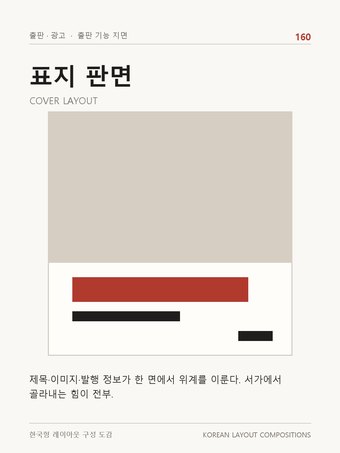 출판 · 광고 · 출판 기능 지면
160
표지 판면
COVER LAYOUT
제목·이미지·발행 정보가 한 면에서 위계를 이룬다. 서가에서
골라내는 힘이 전부.
한국형 레이아웃 구성 도감
KOREAN LAYOUT COMPOSITIONS